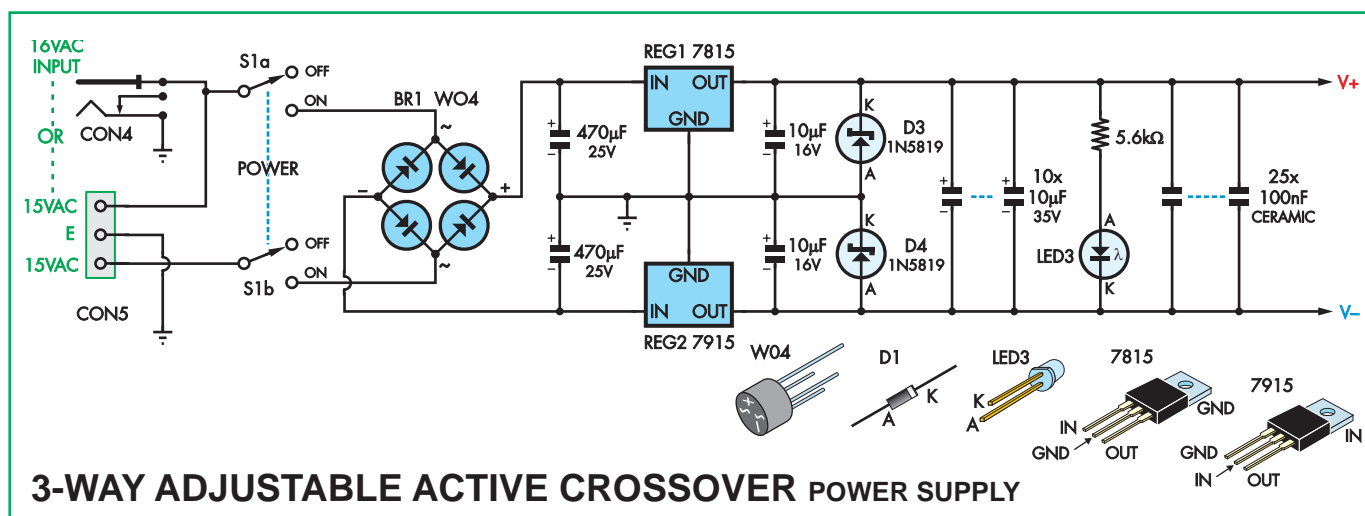 16VAC
INPUT
OR
CON4
15VAC
E
15VAC
CON5
S1a
OFF
ON
POWER
OFF
S1b
ON
BR1 WO4
~
–
+
~
+
470µF
–
25V
+
470µF
–
25V
REG1 7815
IN OUT
GND
GND
IN OUT
REG2 7915
+
10µF
–
16V
+
10µF
–
16V
K
D3
1N5819
A
K
D4
1N5819
A
+
–
+
10x
10µF
–
35V
5.6kΩ
A
LED3
λ
K
25x
100nF
CERAMIC
V+
V–
W04
+
~
~
–
D1
A
K
LED3
K
A
7815
IN
GND
OUT
GND
7915
GND
IN
OUT
IN
3-WAY ADJUSTABLE ACTIVE CROSSOVER POWER SUPPLY